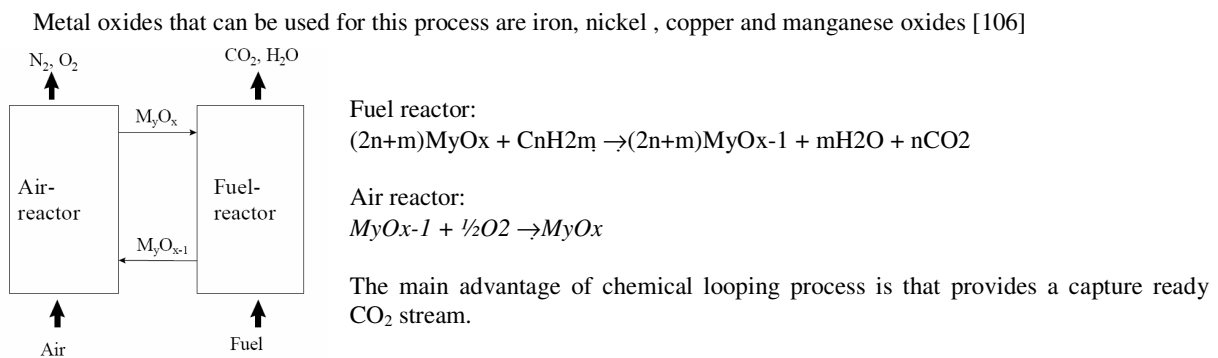 Metal oxides that can be used for this process are iron, nickel , copper and manganese oxides [106]
N₂, O₂
CO₂, H₂O
MyOx
Air-
reactor
Fuel-
reactor
MyOx-1
Air
Fuel
Fuel reactor:
(2n+m)MyOx + CnH2m →(2n+m)MyOx-1 + mH2O + nCO2
Air reactor:
MyOx-1 + ½O2 →MyOx
The main advantage of chemical looping process is that provides a capture ready
CO₂ stream.